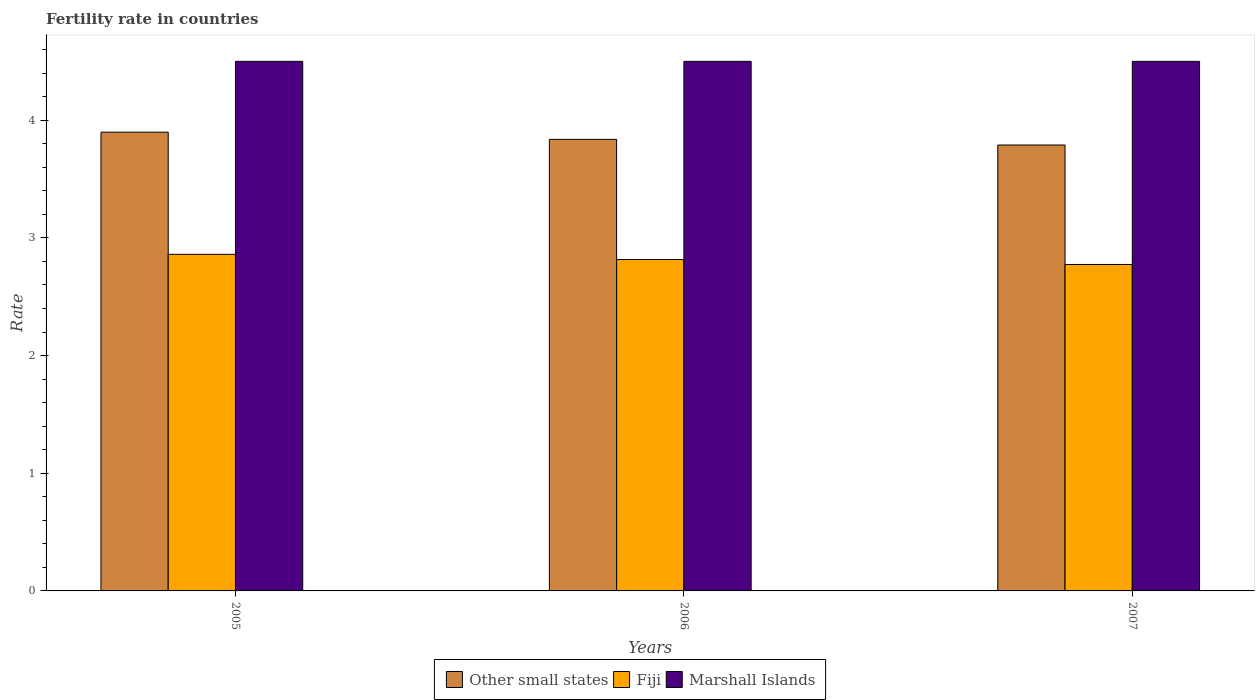 Fertility rate in countries
Rate
4
3
2
1
0
2005
2006
2007
Years
Other small states
Fiji
Marshall Islands